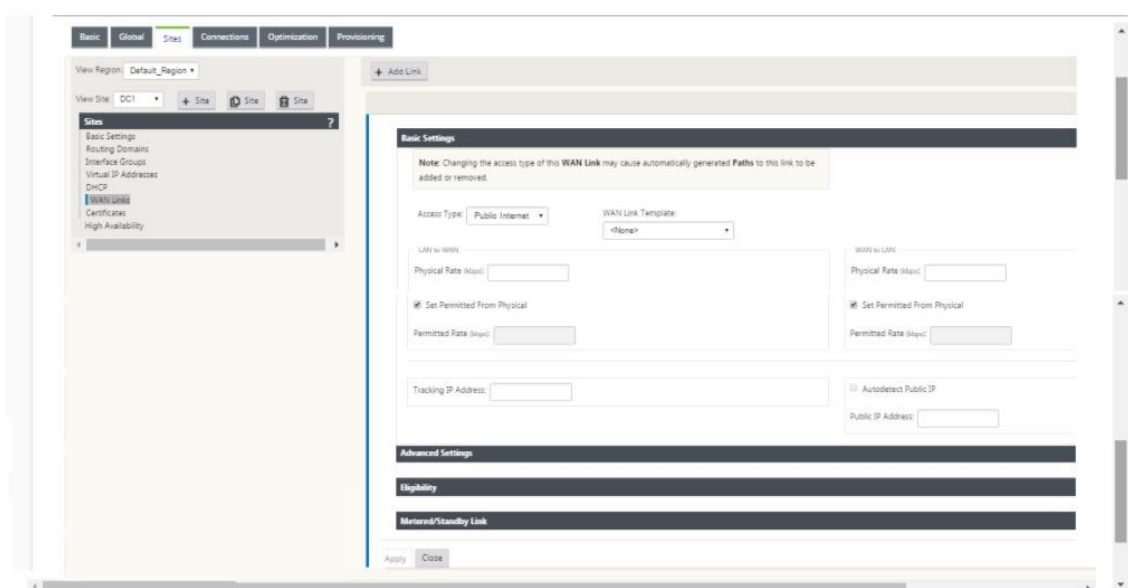 Basic Global Sites Connections Optimization Provisioning
View Region: Default_Region
+ Add Link
View Site: DC1 + Site Site Site
Sites ?
Basic Settings
Routing Domains
Interface Groups
Virtual IP Addresses
DHCP
WAN Links
Certificates
High Availability
Basic Settings
Note: Changing the access type of this WAN Link may cause automatically generated Paths to this link to be
added or removed.
Access Type: Public Internet
WAN Link Template:
<None>
LAN to WAN
WAN to LAN
Physical Rate (kbps):
Physical Rate (kbps):
Set Permitted From Physical
Set Permitted From Physical
Permitted Rate (kbps):
Permitted Rate (kbps):
Tracking IP Address:
Autodetect Public IP
Public IP Address:
Advanced Settings
Eligibility
Metered/Standby Link
Apply Close